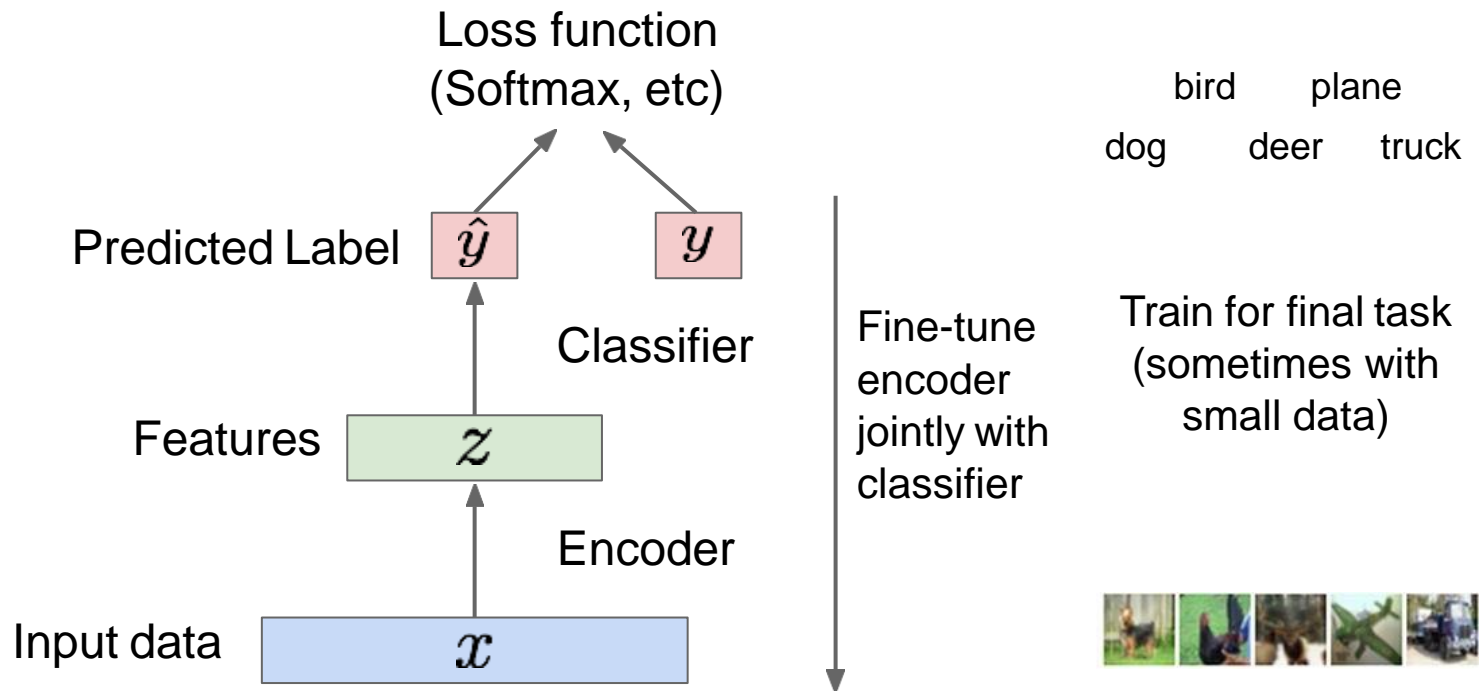 Loss function
(Softmax, etc)
bird plane
dog deer truck
Predicted Label
ŷ
y
Classifier
Fine-tune
encoder
jointly with
classifier
Train for final task
(sometimes with
small data)
Features
z
Encoder
Input data
x